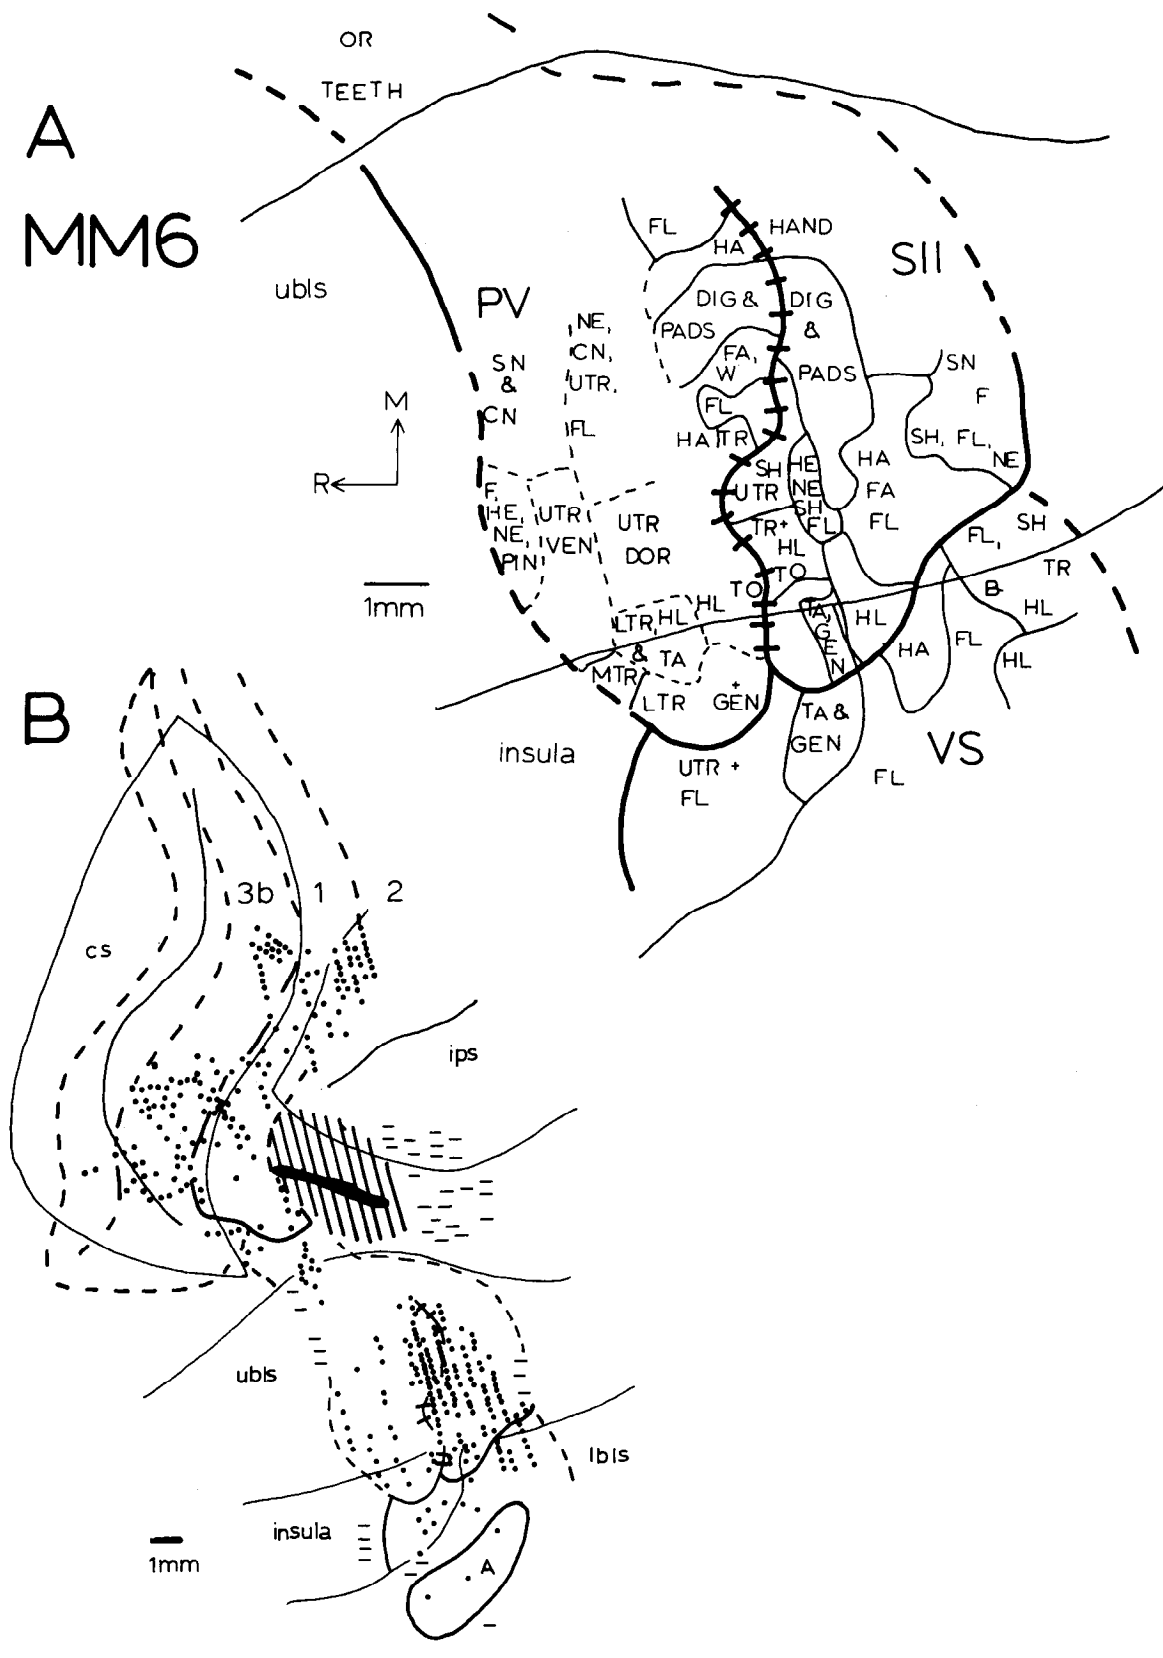 OR
TEETH
A
MM6
ubls
PV
SII
FL
HA
HAND
DIG &
PADS
DIG
&
PADS
NE,
CN,
UTR,
FL
SN
&
CN
FA,
W
FL
HA TR
SN
F
SH, FL,
NE
M
R
HA
FA
FL
SH
UTR
HE
NE
SH
FL
F,
HE,
NE,
PIN
UTR
VEN
UTR
DOR
TR+
HL
TO
TO
SH
FL,
TR
B
HL
HL
1mm
LTR
&
MTR
HL
TA
HL
LTR
+
GEN
TA,
G
E
N
HL
HA
FL
insula
UTR +
FL
TA &
GEN
FL
VS
B
3b
1
2
cs
ips
ubls
lbls
insula
1mm
A